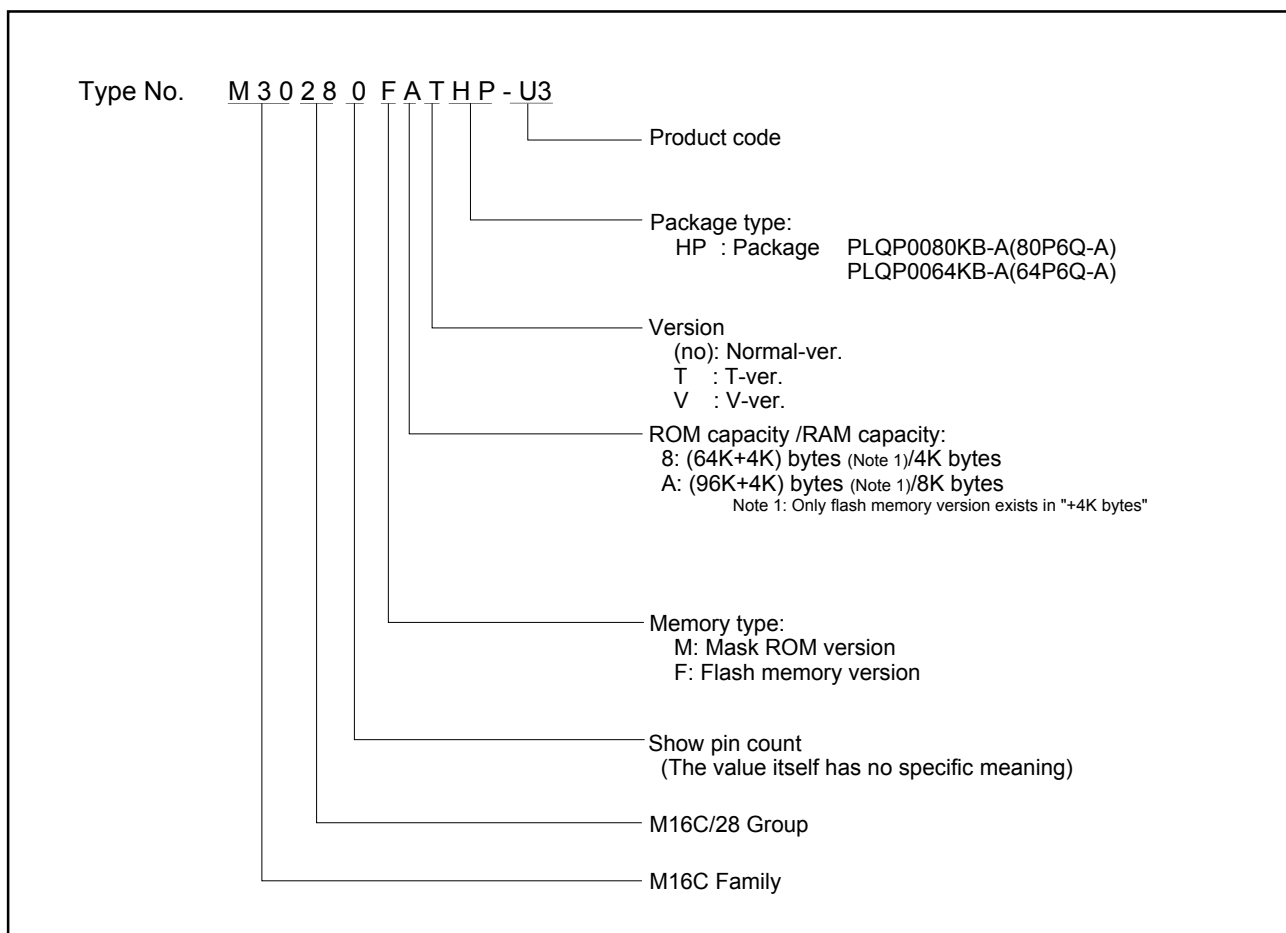 Type No. M 3 0 2 8 0 F A T H P - U3
Product code
Package type:
HP : Package PLQP0080KB-A(80P6Q-A)
PLQP0064KB-A(64P6Q-A)
Version
(no): Normal-ver.
T : T-ver.
V : V-ver.
ROM capacity /RAM capacity:
8: (64K+4K) bytes (Note 1)/4K bytes
A: (96K+4K) bytes (Note 1)/8K bytes
Note 1: Only flash memory version exists in "+4K bytes"
Memory type:
M: Mask ROM version
F: Flash memory version
Show pin count
(The value itself has no specific meaning)
M16C/28 Group
M16C Family